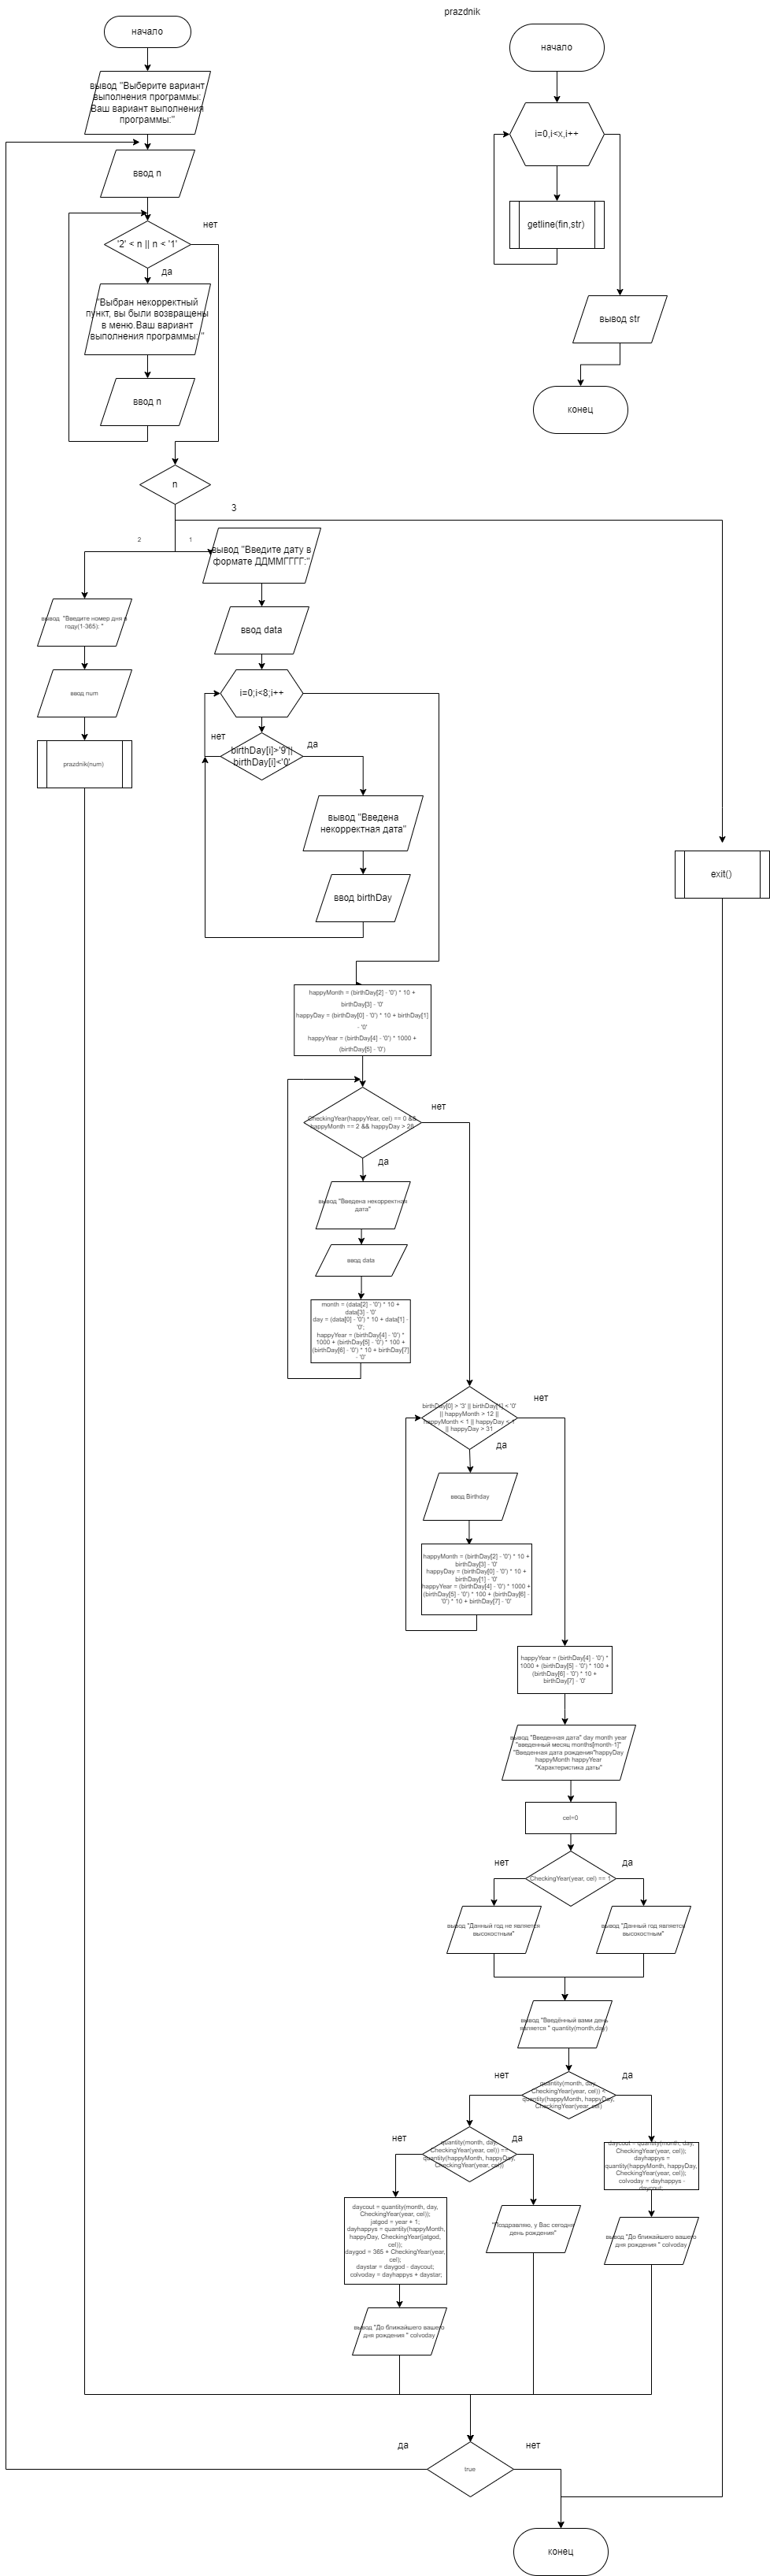 prazdnik
начало
вывод "Выберите вариант
выполнения программы:
Ваш вариант выполнения
программы:"
ввод n
нет
'2' < n || n < '1'
да
"Выбран некорректный
пункт, вы были возвращены
в меню.Ваш вариант
выполнения программы: "
ввод n
n
3
2
1
начало
i=0,i<x,i++
getline(fin,str)
вывод str
конец
вывод "Введите дату в
формате ДДММГГГГ:"
ввод data
i=0;i<8;i++
нет
да
birthDay[i]>'9'||
birthDay[i]<'0'
вывод "Введена
некорректная дата"
ввод birthDay
вывод "Введите номер дня в
году(1-365): "
ввод num
prazdnik(num)
exit()
happyMonth = (birthDay[2] - '0') * 10 +
birthDay[3] - '0'
happyDay = (birthDay[0] - '0') * 10 + birthDay[1]
- '0'
happyYear = (birthDay[4] - '0') * 1000 +
(birthDay[5] - '0')
нет
CheckingYear(happyYear, cel) == 0 &&
happyMonth == 2 && happyDay > 28
да
вывод "Введена некорректная
дата"
ввод data
month = (data[2] - '0') * 10 +
data[3] - '0'
day = (data[0] - '0') * 10 + data[1] -
'0';
happyYear = (birthDay[4] - '0') *
1000 + (birthDay[5] - '0') * 100 +
(birthDay[6] - '0') * 10 + birthDay[7]
- '0'
нет
birthDay[0] > '3' || birthDay[1] < '0'
|| happyMonth > 12 ||
happyMonth < 1 || happyDay < 1
|| happyDay > 31
да
ввод Birthday
happyMonth = (birthDay[2] - '0') * 10 +
birthDay[3] - '0'
happyDay = (birthDay[0] - '0') * 10 +
birthDay[1] - '0'
happyYear = (birthDay[4] - '0') * 1000 +
(birthDay[5] - '0') * 100 + (birthDay[6] -
'0') * 10 + birthDay[7] - '0'
happyYear = (birthDay[4] - '0') *
1000 + (birthDay[5] - '0') * 100 +
(birthDay[6] - '0') * 10 +
birthDay[7] - '0'
вывод "Введенная дата" day month year
"введенный месяц months[month-1]"
"Введенная дата рождения"happyDay
happyMonth happyYear
"Характеристика даты"
cel=0
нет
да
CheckingYear(year, cel) == 1
вывод "Данный год не является
высокостным"
вывод "Данный год является
высокостным"
вывод "Введённый вами день
является " quantity(month,day)
нет
да
quantity(month, day,
CheckingYear(year, cel)) <
quantity(happyMonth, happyDay,
CheckingYear(year, cel)
нет
да
quantity(month, day,
CheckingYear(year, cel)) ==
quantity(happyMonth, happyDay,
CheckingYear(year, cel))
daycout = quantity(month, day,
CheckingYear(year, cel));
dayhappys =
quantity(happyMonth, happyDay,
CheckingYear(year, cel));
colvoday = dayhappys -
daycout;
daycout = quantity(month, day,
CheckingYear(year, cel));
jatgod = year + 1;
dayhappys = quantity(happyMonth,
happyDay, CheckingYear(jatgod,
cel));
daygod = 365 + CheckingYear(year,
cel);
daystar = daygod - daycout;
colvoday = dayhappys + daystar;
"Поздравляю, у Вас сегодня
день рождения"
вывод "До ближайшего вашего
дня рождения " colvoday
вывод "До ближайшего вашего
дня рождения " colvoday
да
нет
true
конец